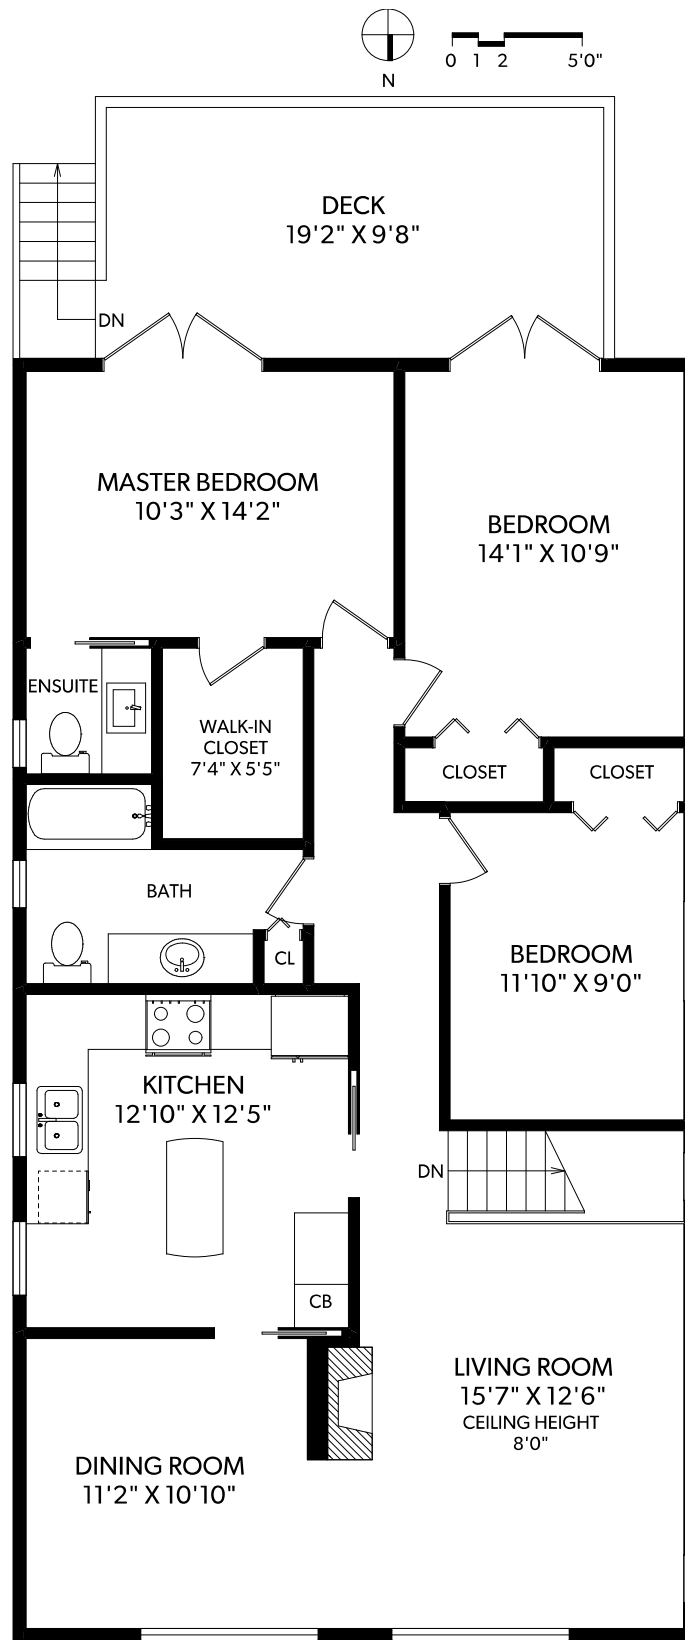 N
0 1 2 5'0"
DECK
19'2" X 9'8"
DN
MASTER BEDROOM
10'3" X 14'2"
BEDROOM
14'1" X 10'9"
ENSUITE
WALK-IN
CLOSET
7'4" X 5'5"
CLOSET
CLOSET
BATH
CL
BEDROOM
11'10" X 9'0"
KITCHEN
12'10" X 12'5"
DN
CB
LIVING ROOM
15'7" X 12'6"
CEILING HEIGHT
8'0"
DINING ROOM
11'2" X 10'10"